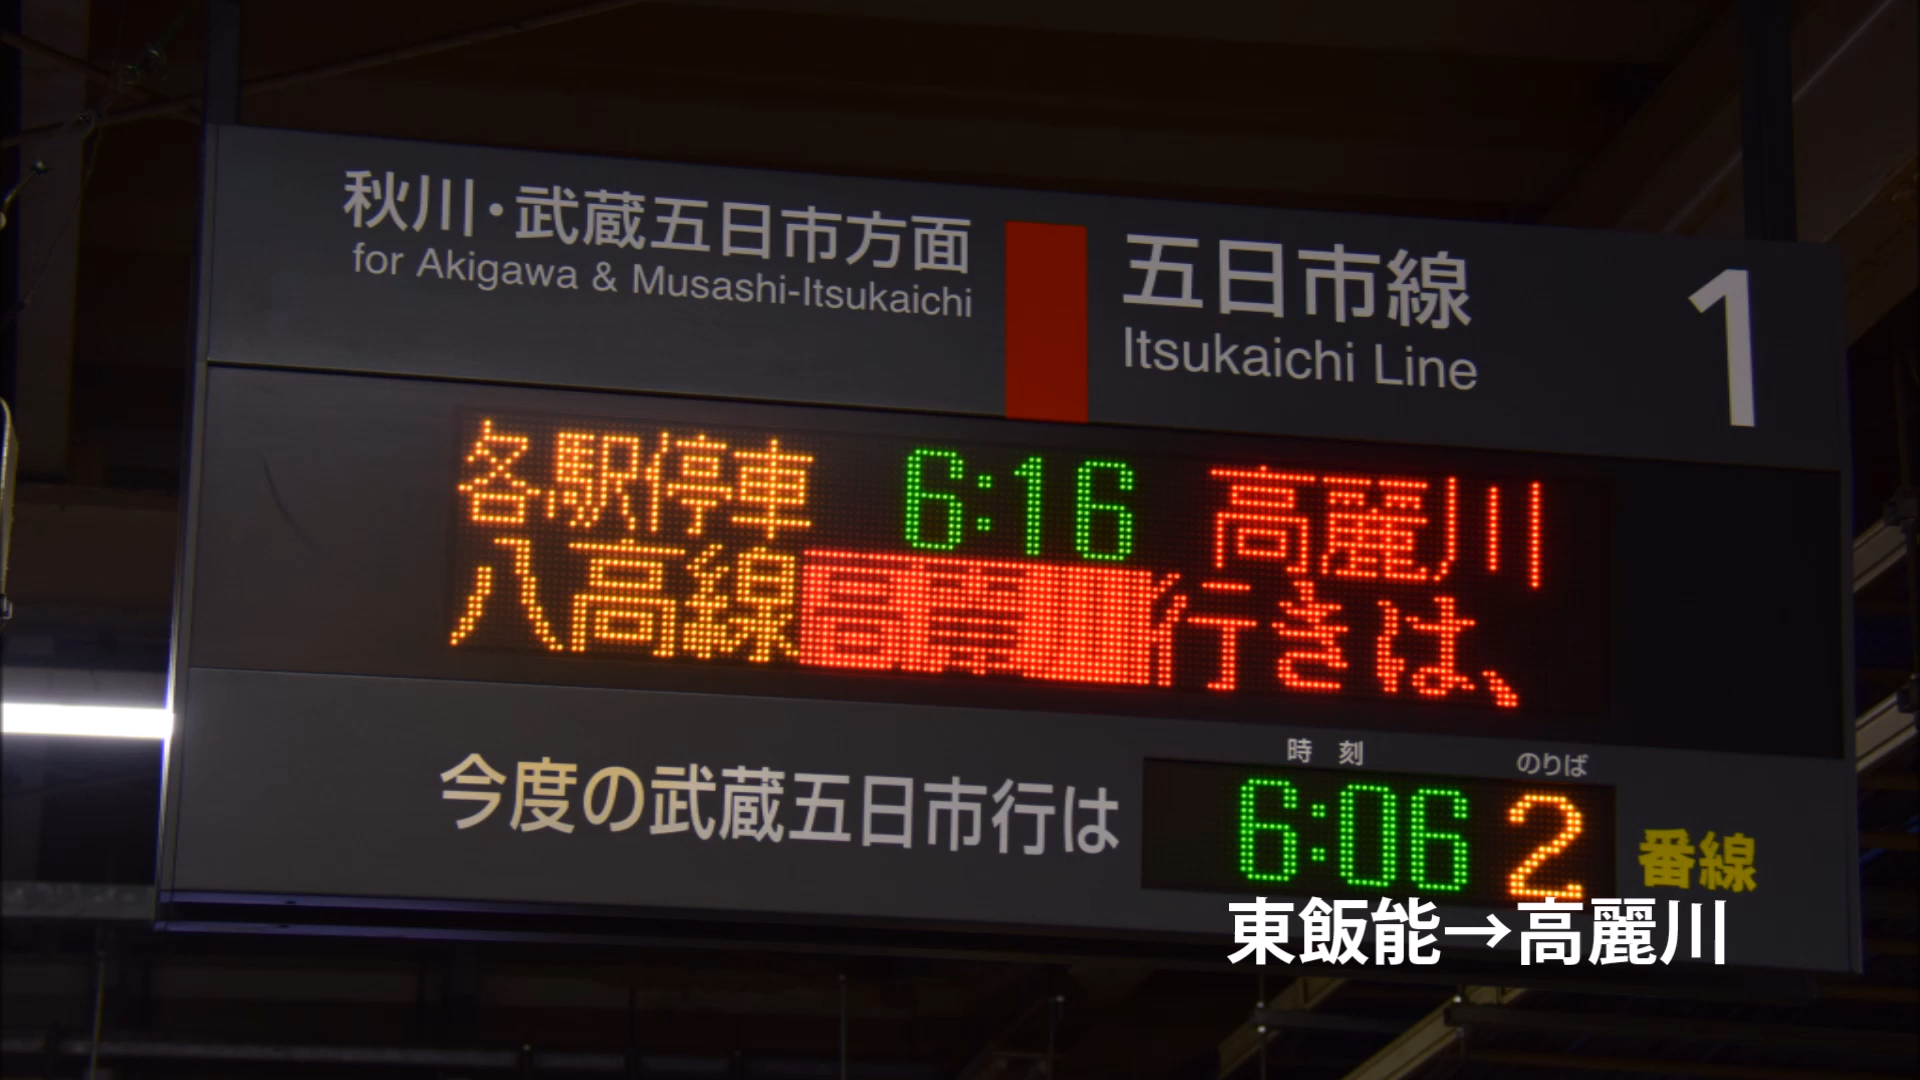 秋川・武蔵五日市方面
for Akigawa & Musashi-Itsukaichi
五日市線
Itsukaichi Line
1
各駅停車 6:16 高麗川
八高線 行きは、
時刻 のりば
今度の武蔵五日市行は 6:06 2 番線
東飯能→高麗川